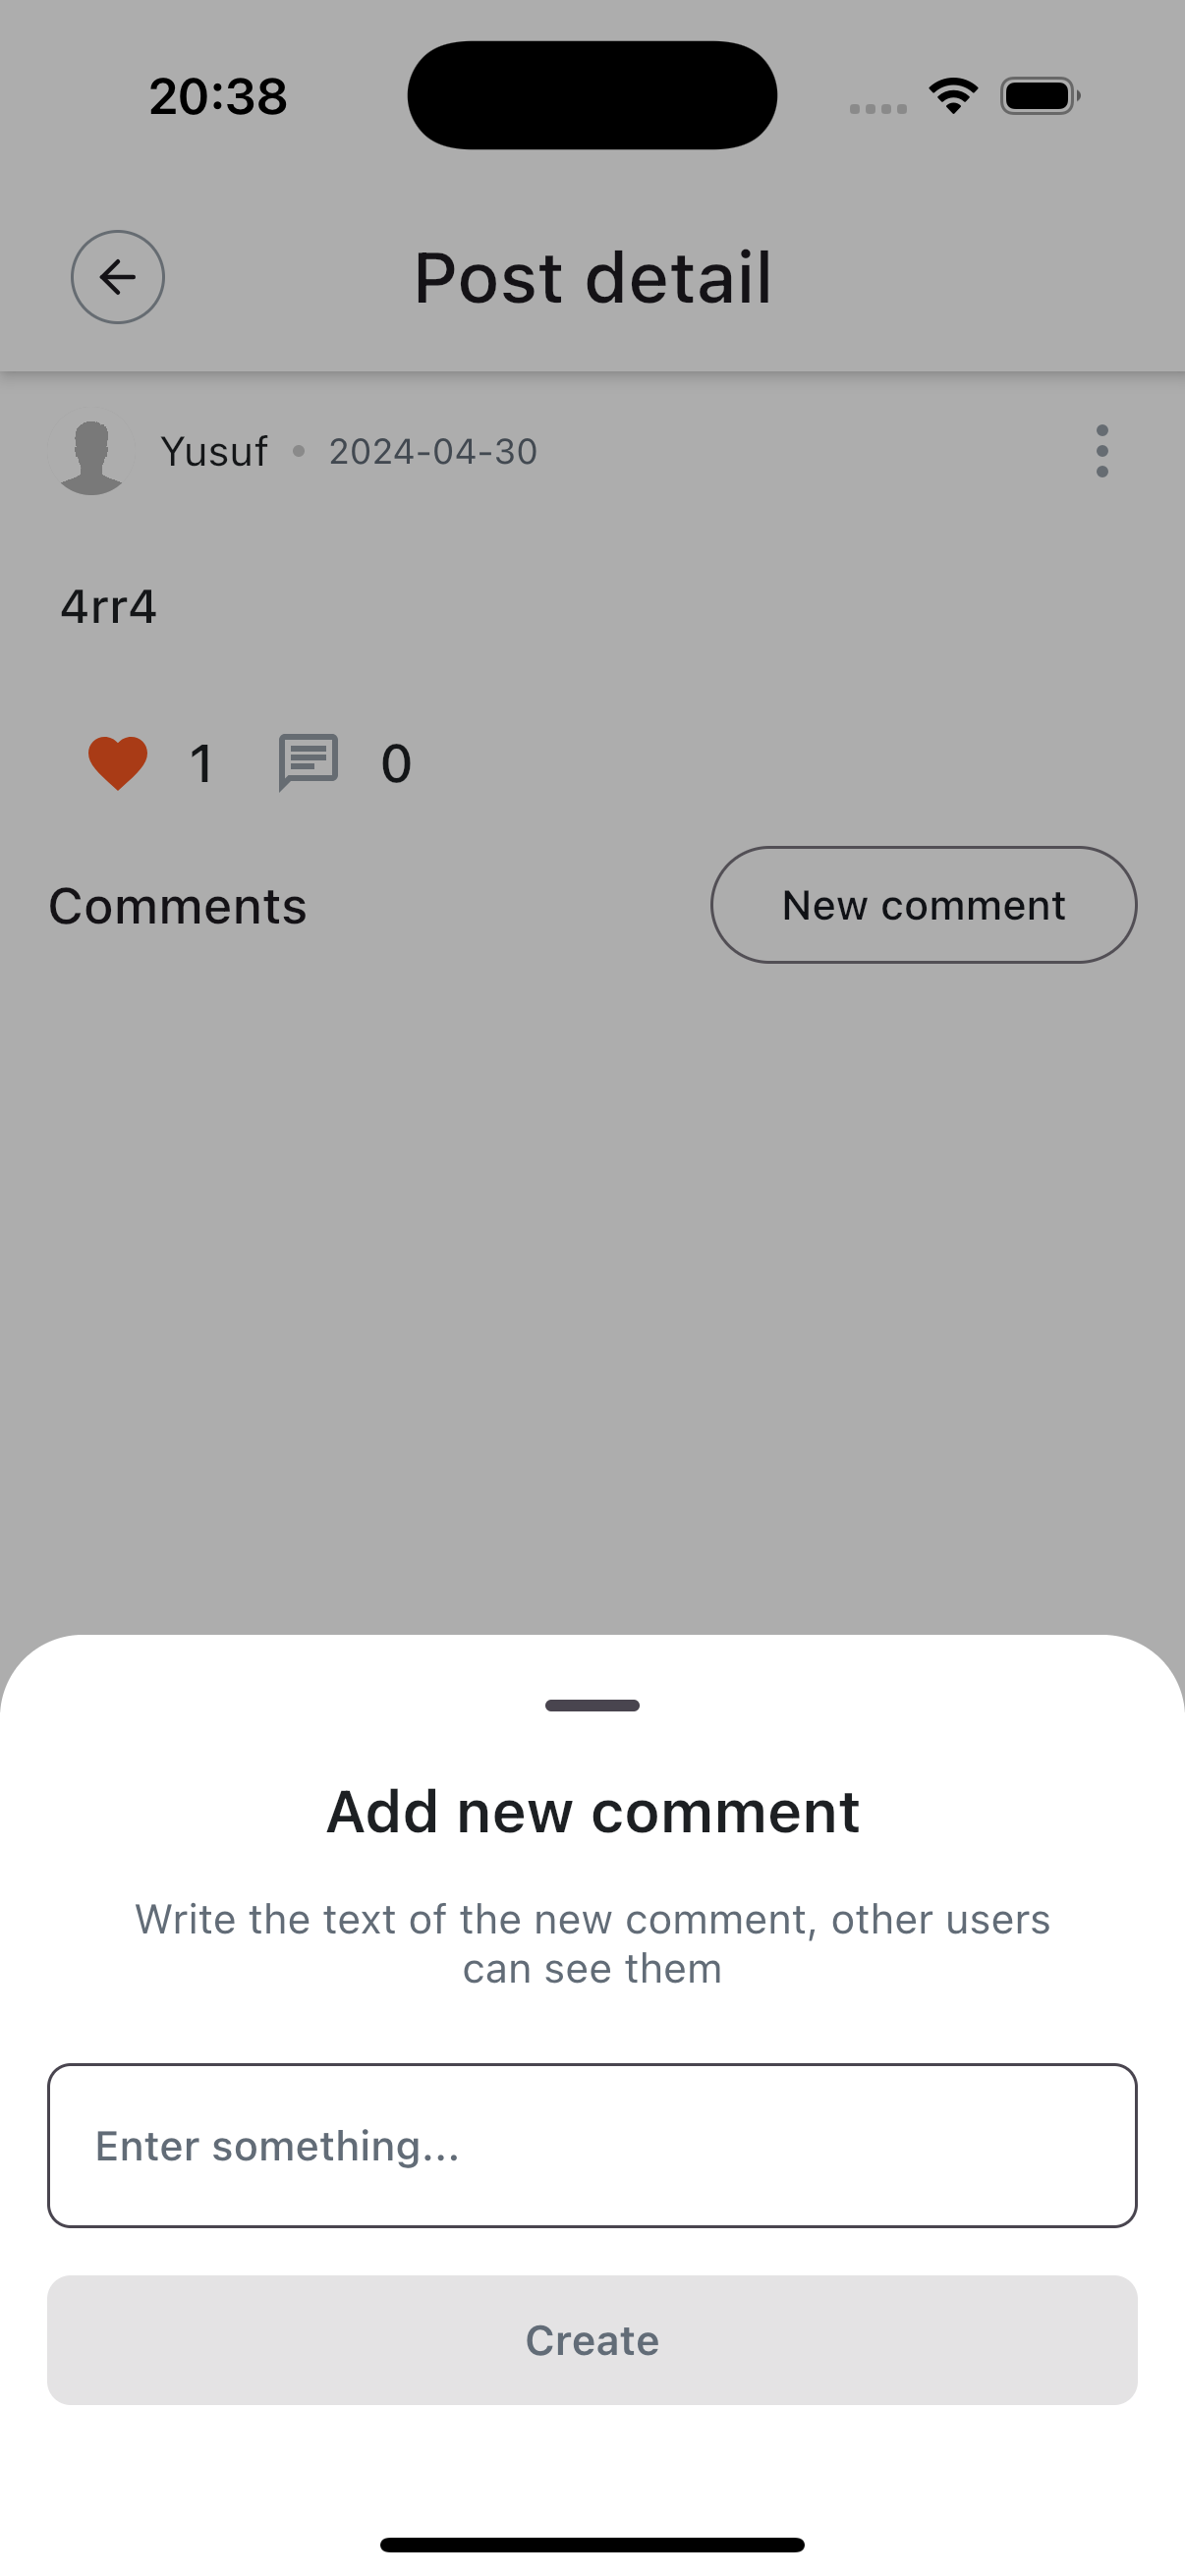 20:38
Post detail
Yusuf • 2024-04-30
4rr4
1 0
Comments
New comment
Add new comment
Write the text of the new comment, other users
can see them
Enter something...
Create